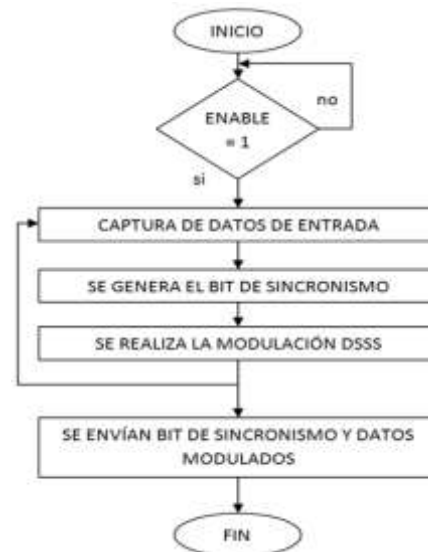 INICIO
no
ENABLE
= 1
si
CAPTURA DE DATOS DE ENTRADA
SE GENERA EL BIT DE SINCRONISMO
SE REALIZA LA MODULACIÓN DSSS
SE ENVÍAN BIT DE SINCRONISMO Y DATOS
MODULADOS
FIN